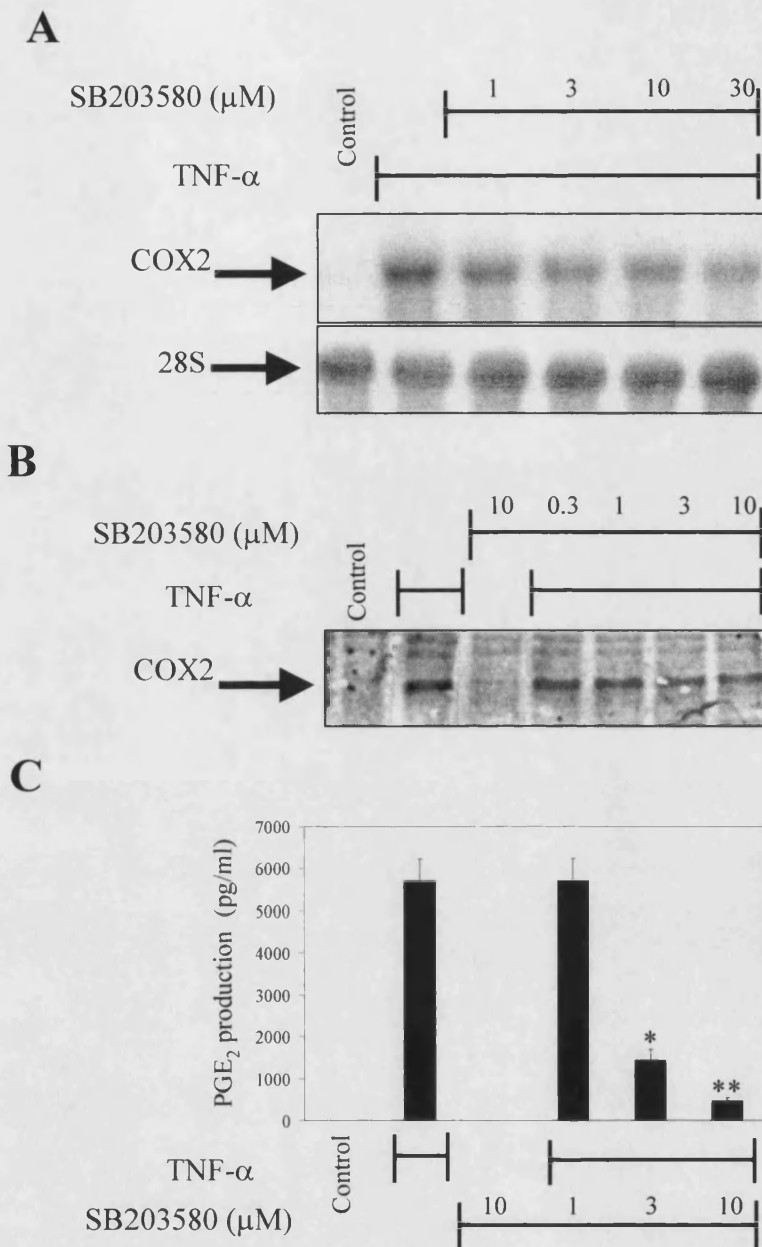 A
SB203580 (μM) Control 1 3 10 30
TNF-α
COX2
28S
B
SB203580 (μM) Control 10 0.3 1 3 10
TNF-α
COX2
C
PGE₂ production (pg/ml)
7000
6000
5000
4000
3000
2000
1000
0
*
**
Control
TNF-α
SB203580 (μM) 10 1 3 10